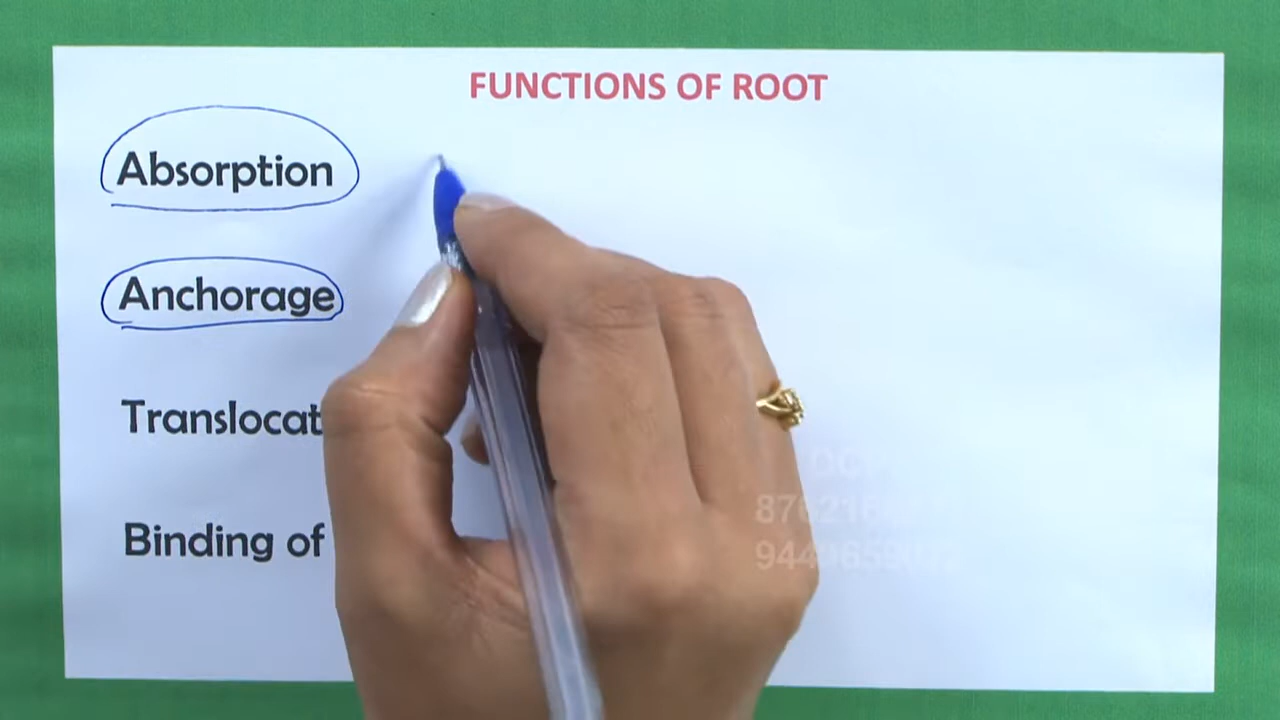 FUNCTIONS OF ROOT
Absorption
Anchorage
Translocat
Binding of